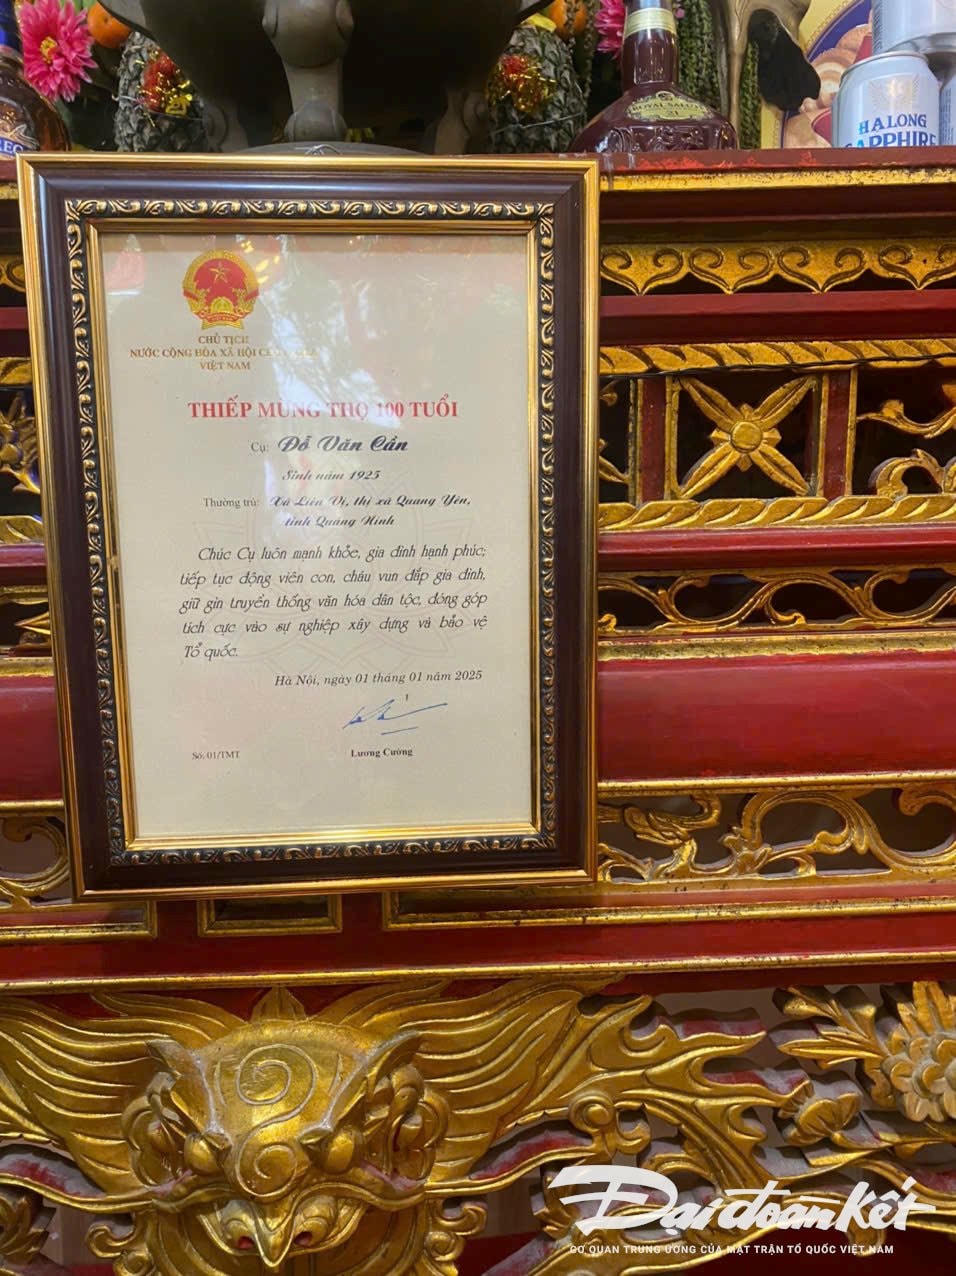 ROYAL SALUTE
21
HALONG
SAPPHIRE
CHỦ TỊCH
NƯỚC CỘNG HÒA XÃ HỘI
VIỆT NAM
THIẾP MỪNG THỌ 100 TUỔI
Cụ: Đỗ Văn Cần
Sinh năm 1925
Thường trú: Xã Liên Vị, thị xã Quảng Yên,
tỉnh Quảng Ninh
Chúc Cụ luôn mạnh khỏe, gia đình hạnh phúc;
tiếp tục động viên con, cháu vun đắp gia đình,
giữ gìn truyền thống văn hóa dân tộc, đóng góp
tích cực vào sự nghiệp xây dựng và bảo vệ
Tổ quốc.
Hà Nội, ngày 01 tháng 01 năm 2025
Số: 01/TMT
Lương Cường
Đại đoàn kết
CƠ QUAN TRUNG ƯƠNG CỦA MẶT TRẬN TỔ QUỐC VIỆT NAM